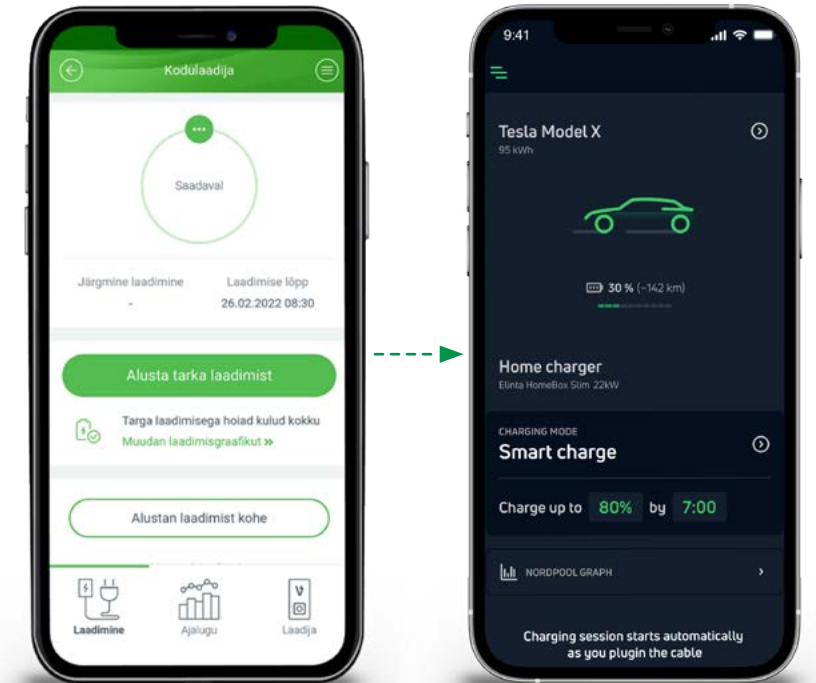 Kodulaadija
Saadaval
Järgmine laadimine
-
Laadimise lõpp
26.02.2022 08:30
Alusta tarka laadimist
Targa laadimisega hoiad kulud kokku
Muudan laadimisgraafikut »
Alustan laadimist kohe
Laadimine
Ajalugu
Laadija
9:41
Tesla Model X
95 kWh
30 % (~142 km)
Home charger
Elinta HomeBox Slim 22kW
CHARGING MODE
Smart charge
Charge up to 80% by 7:00
NORDPOOL GRAPH
Charging session starts automatically
as you plugin the cable